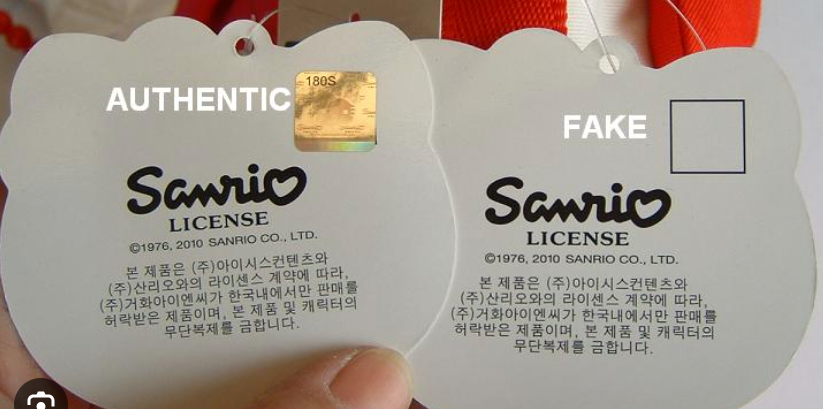 AUTHENTIC
180S
Sanrio
LICENSE
©1976, 2010 SANRIO CO., LTD.
본 제품은 (주)아이시스컨텐츠와
(주)산리오와의 라이센스 계약에 따라,
(주)거화아이엔씨가 한국내에서만 판매를
허락받은 제품이며, 본 제품 및 캐릭터의
무단복제를 금합니다.
FAKE
Sanrio
LICENSE
©1976, 2010 SANRIO CO., LTD.
본 제품은 (주)아이시스컨텐츠와
(주)산리오와의 라이센스 계약에 따라,
(주)거화아이엔씨가 한국내에서만 판매를
허락받은 제품이며, 본 제품 및 캐릭터의
무단복제를 금합니다.